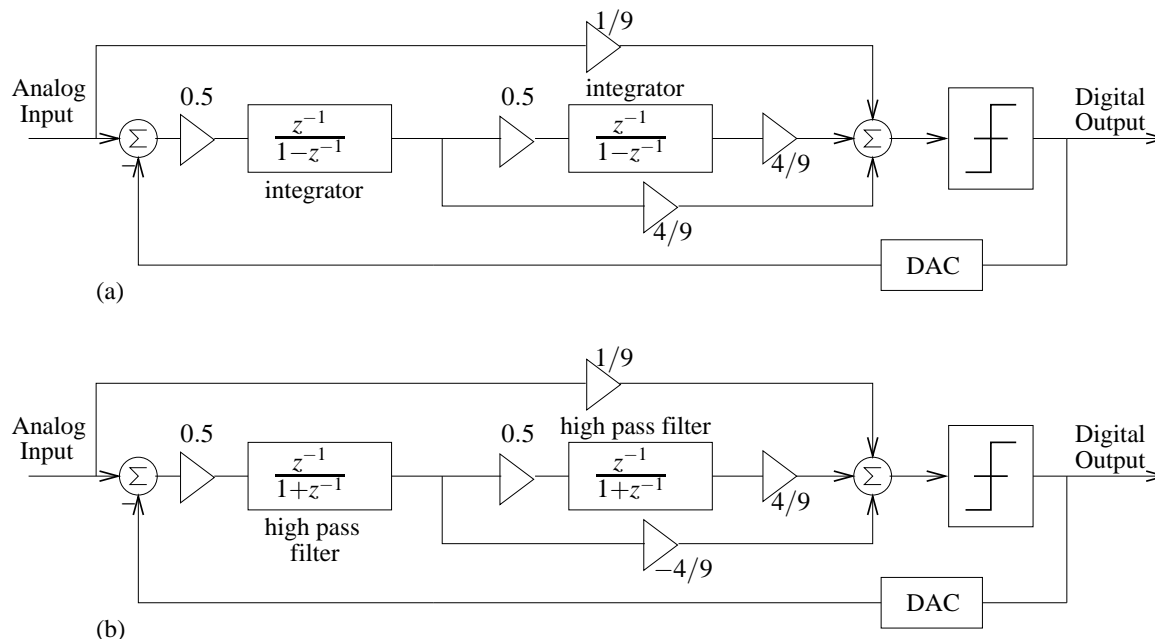 1/9
Analog
Input
0.5
z⁻¹
1−z⁻¹
integrator
0.5
integrator
z⁻¹
1−z⁻¹
4/9
4/9
Σ
−
Σ
Digital
Output
DAC
(a)
1/9
Analog
Input
0.5
z⁻¹
1+z⁻¹
high pass
filter
0.5
high pass filter
z⁻¹
1+z⁻¹
4/9
−4/9
Σ
−
Σ
Digital
Output
DAC
(b)